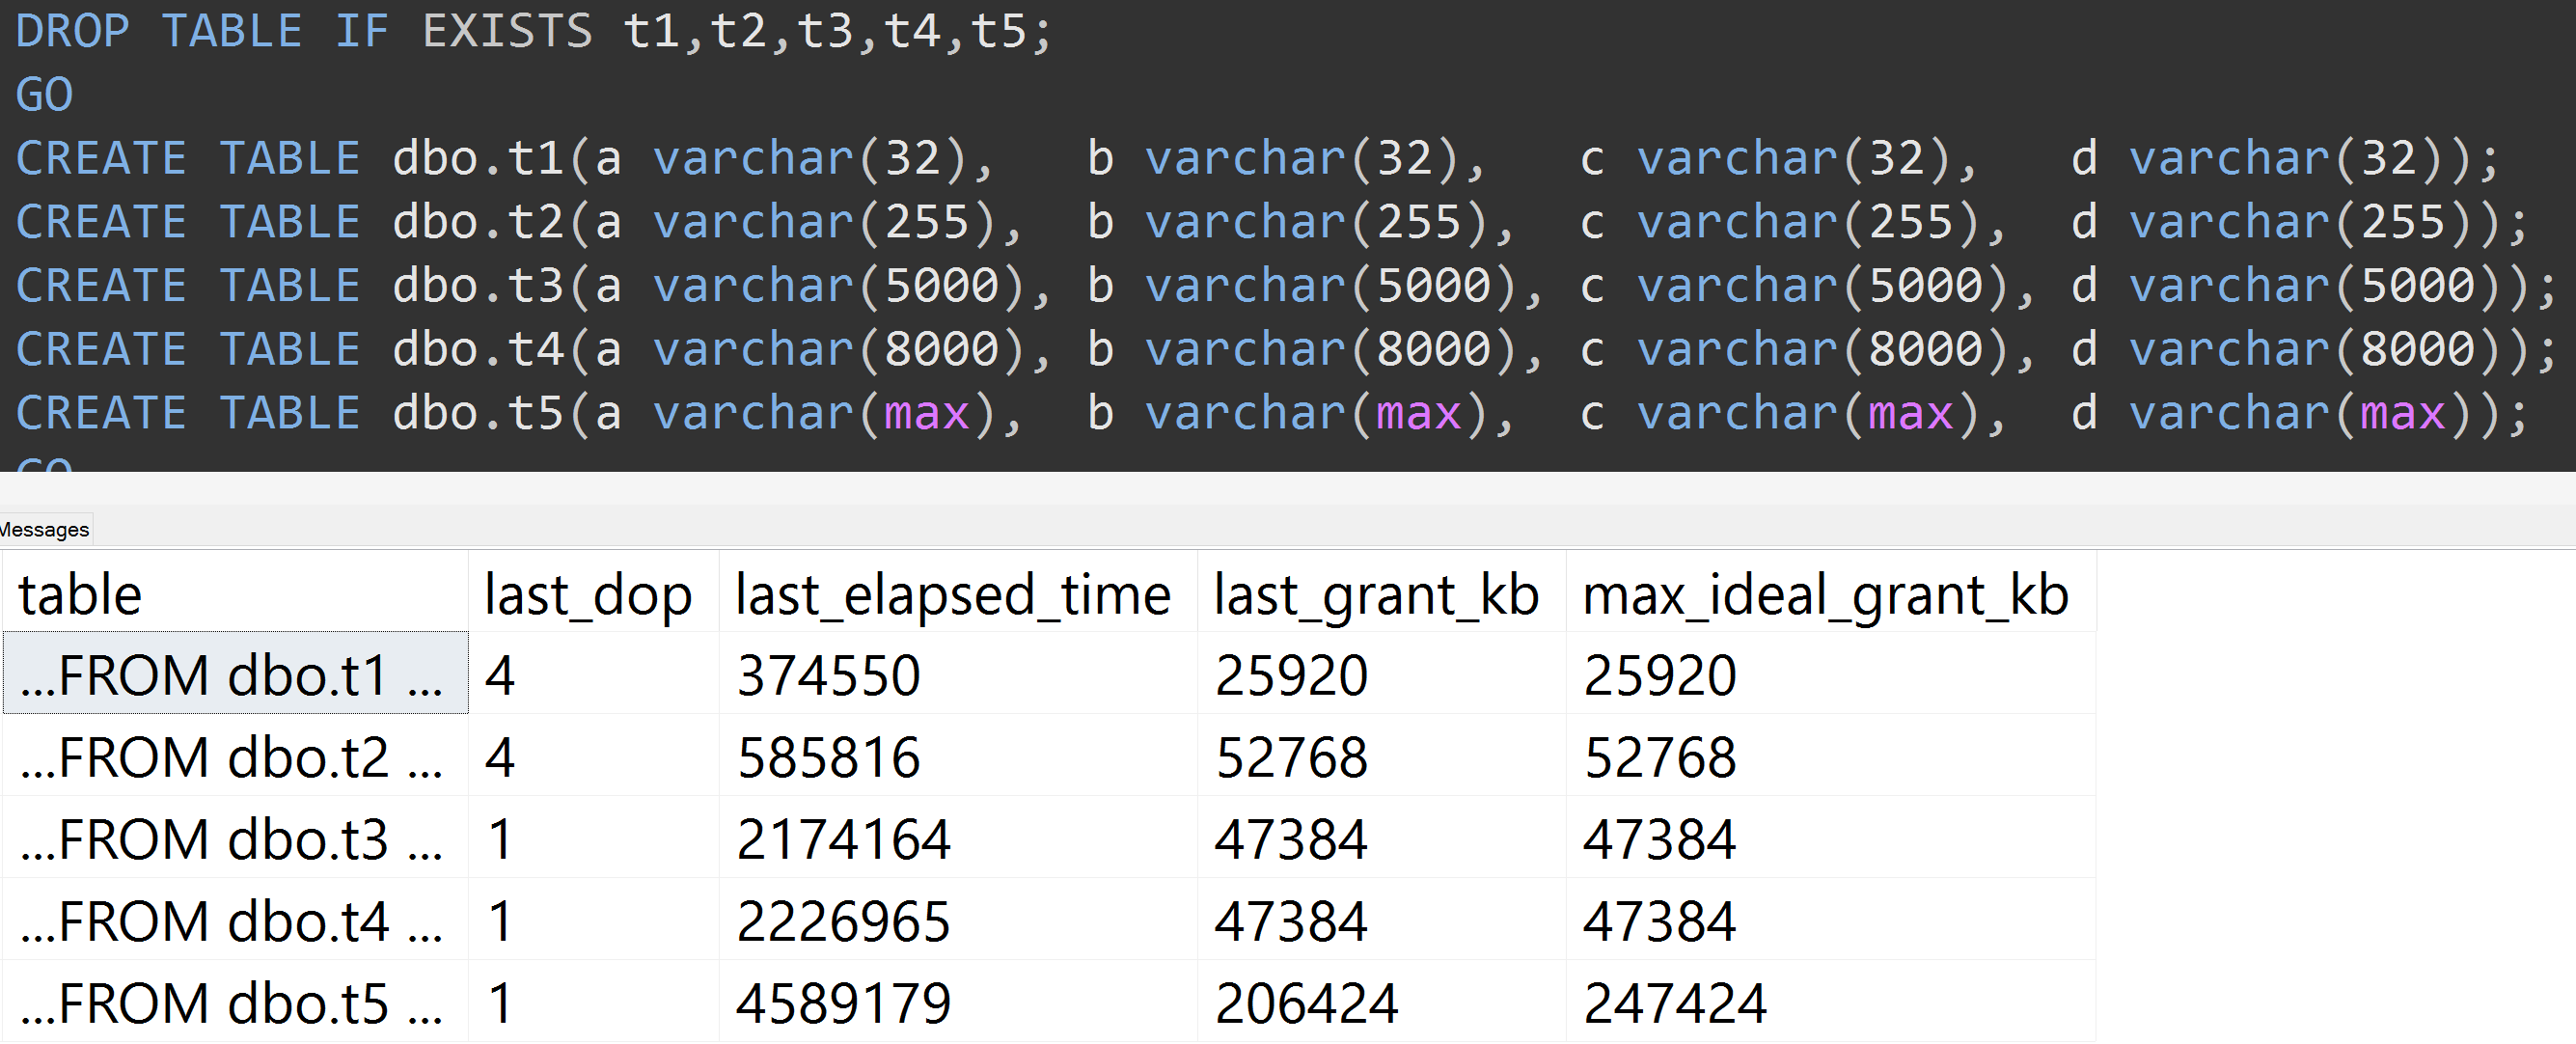 DROP TABLE IF EXISTS t1,t2,t3,t4,t5;
GO
CREATE TABLE dbo.t1(a varchar(32),   b varchar(32),   c varchar(32),   d varchar(32));
CREATE TABLE dbo.t2(a varchar(255),  b varchar(255),  c varchar(255),  d varchar(255));
CREATE TABLE dbo.t3(a varchar(5000), b varchar(5000), c varchar(5000), d varchar(5000));
CREATE TABLE dbo.t4(a varchar(8000), b varchar(8000), c varchar(8000), d varchar(8000));
CREATE TABLE dbo.t5(a varchar(max),  b varchar(max),  c varchar(max),  d varchar(max));
GO
Messages
table last_dop last_elapsed_time last_grant_kb max_ideal_grant_kb
...FROM dbo.t1 ... 4 374550 25920 25920
...FROM dbo.t2 ... 4 585816 52768 52768
...FROM dbo.t3 ... 1 2174164 47384 47384
...FROM dbo.t4 ... 1 2226965 47384 47384
...FROM dbo.t5 ... 1 4589179 206424 247424